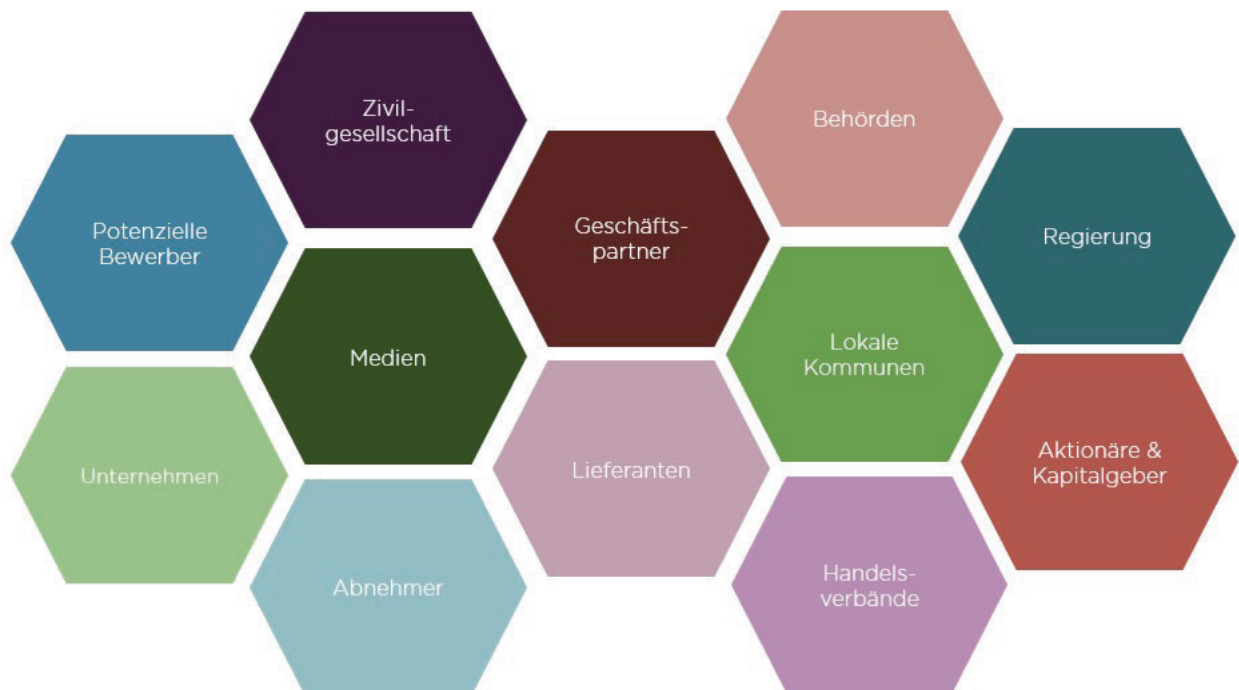 Zivil-
gesellschaft
Behörden
Potenzielle
Bewerber
Geschäfts-
partner
Regierung
Medien
Lokale
Kommunen
Unternehmen
Lieferanten
Aktionäre &
Kapitalgeber
Abnehmer
Handels-
verbände